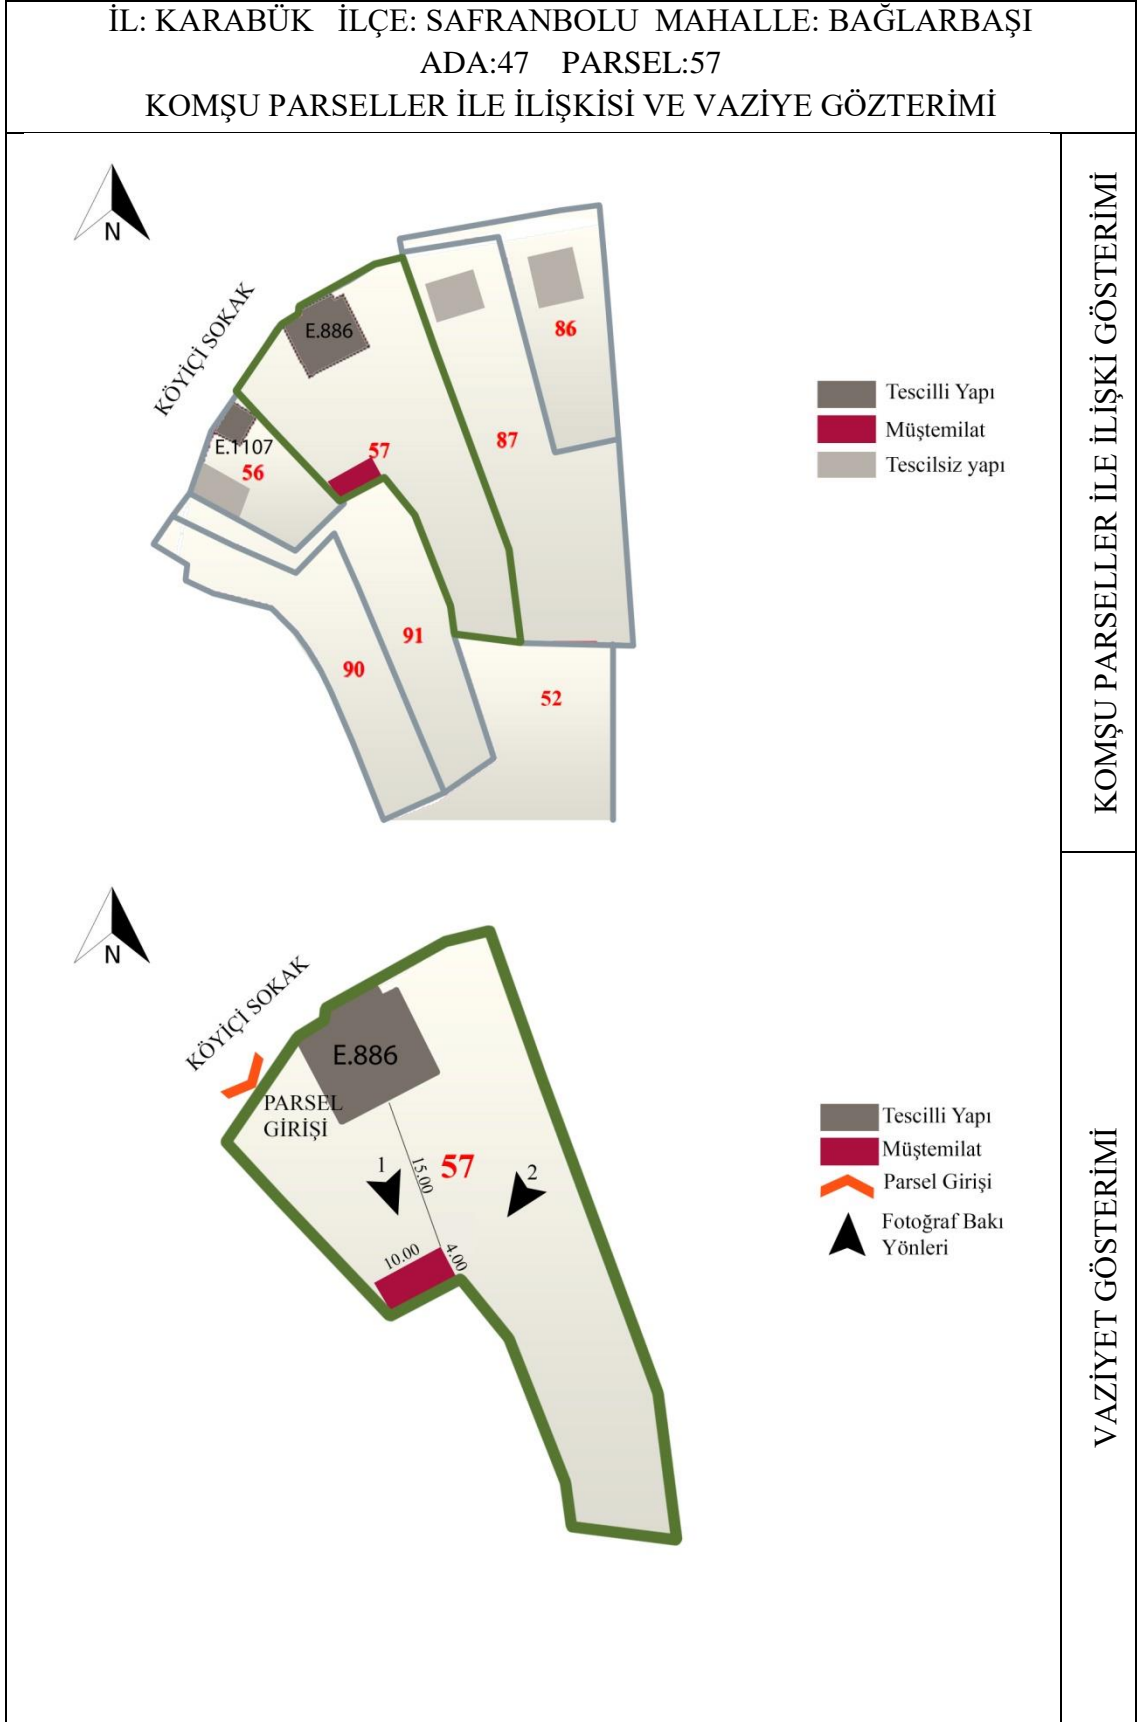 İL: KARABÜK İLÇE: SAFRANBOLU MAHALLE: BAĞLARBAŞI
ADA:47 PARSEL:57
KOMŞU PARSELLER İLE İLİŞKİSİ VE VAZİYE GÖZTERİMİ
N
KÖYİÇİ SOKAK
E.886
86
E.1107
56
57
87
91
90
52
Tescilli Yapı
Müştemilat
Tescilsiz yapı
KOMŞU PARSELLER İLE İLİŞKİ GÖSTERİMİ
N
KÖYİÇİ SOKAK
E.886
PARSEL
GİRİŞİ
1
15.00
57
2
10.00
4.00
Tescilli Yapı
Müştemilat
Parsel Girişi
Fotoğraf Bakı
Yönleri
VAZİYET GÖSTERİMİ